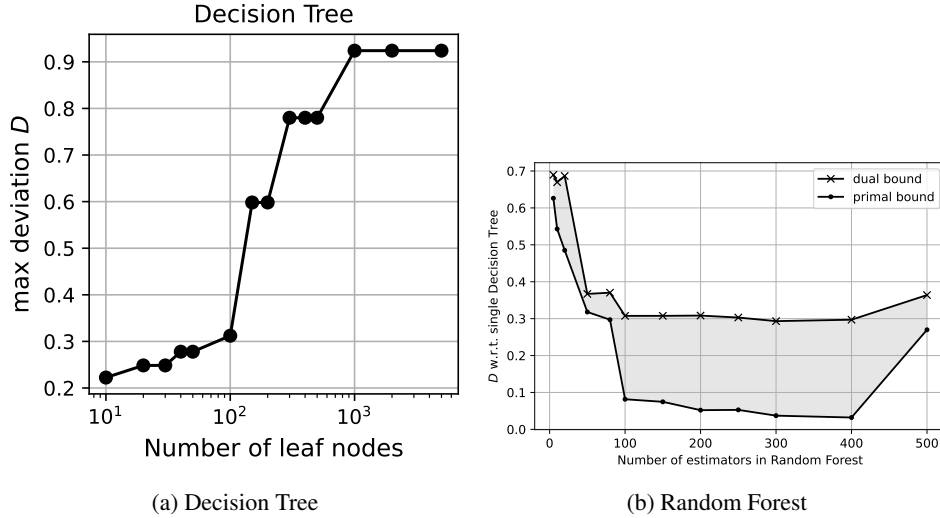 Decision Tree
0.9
0.8
0.7
0.6
0.5
0.4
0.3
0.2
max deviation D
10^1
10^2
10^3
Number of leaf nodes
(a) Decision Tree
0.7
0.6
0.5
0.4
0.3
0.2
0.1
0.0
D w.r.t. single Decision Tree
dual bound
primal bound
0
100
200
300
400
500
Number of estimators in Random Forest
(b) Random Forest